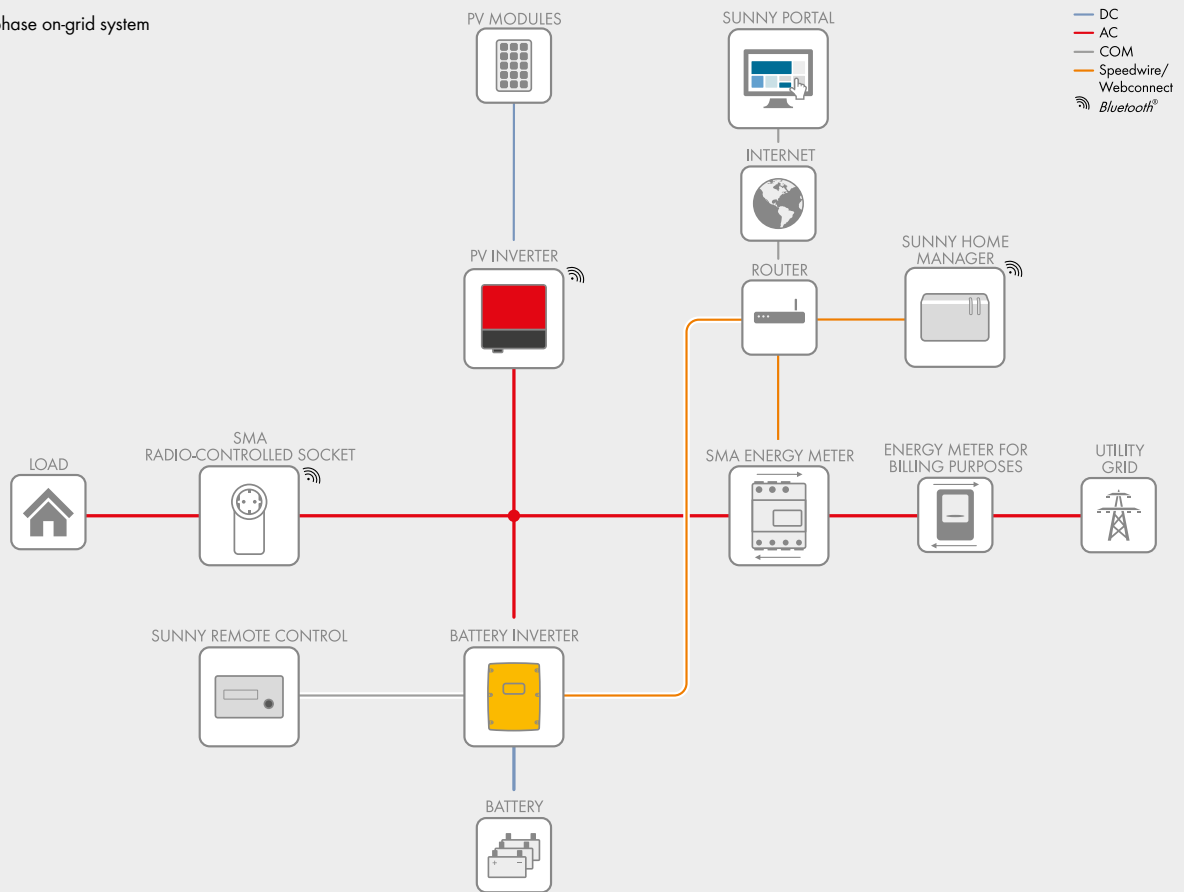 phase on-grid system
PV MODULES
SUNNY PORTAL
DC
AC
COM
Speedwire/
Webconnect
Bluetooth®
INTERNET
PV INVERTER
ROUTER
SUNNY HOME
MANAGER
LOAD
SMA
RADIO-CONTROLLED SOCKET
SMA ENERGY METER
ENERGY METER FOR
BILLING PURPOSES
UTILITY
GRID
SUNNY REMOTE CONTROL
BATTERY INVERTER
BATTERY
+ −